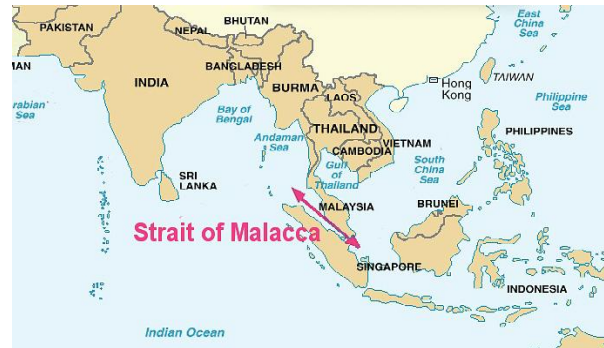 BHUTAN
East
China
Sea
PAKISTAN
NEPAL
MAN
BANGLADESH
TAIWAN
INDIA
BURMA
Hong
Kong
LAOS
rabian
Sea
Bay of
Bengal
Philippine
Sea
Andaman
Sea
THAILAND
PHILIPPINES
CAMBODIA
VIETNAM
Gulf
of
Thailand
South
China
Sea
SRI
LANKA
MALAYSIA
BRUNEI
Strait of Malacca
SINGAPORE
INDONESIA
Indian Ocean